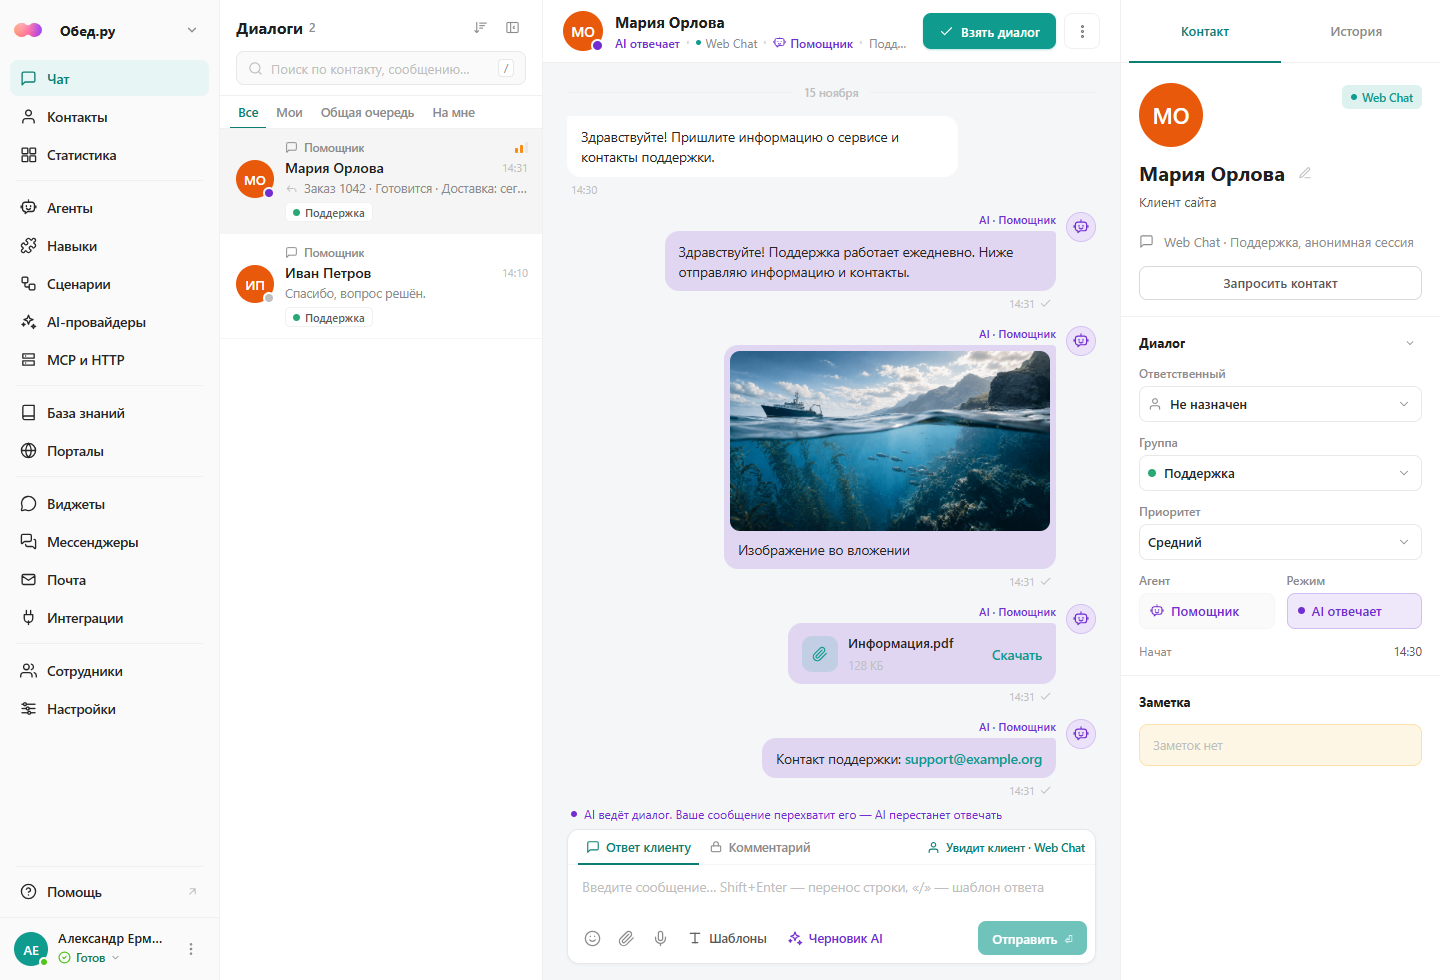 Обед.ру
Чат
Контакты
Статистика
Агенты
Навыки
Сценарии
AI-провайдеры
MCP и HTTP
База знаний
Порталы
Виджеты
Мессенджеры
Почта
Интеграции
Сотрудники
Настройки
Помощь
АЕ
Александр Ерм...
Готов
Диалоги 2
Поиск по контакту, сообщению... /
Все Мои Общая очередь На мне
Помощник
МО
Мария Орлова 14:31
Заказ 1042 · Готовится · Доставка: сег...
Поддержка
Помощник
ИП
Иван Петров 14:10
Спасибо, вопрос решён.
Поддержка
МО
Мария Орлова
AI отвечает · Web Chat · Помощник · Подд...
Взять диалог
15 ноября
Здравствуйте! Пришлите информацию о сервисе и
контакты поддержки.
14:30
AI · Помощник
Здравствуйте! Поддержка работает ежедневно. Ниже
отправляю информацию и контакты.
14:31
AI · Помощник
Изображение во вложении
14:31
AI · Помощник
Информация.pdf
128 КБ
Скачать
14:31
AI · Помощник
Контакт поддержки: support@example.org
14:31
AI ведёт диалог. Ваше сообщение перехватит его — AI перестанет отвечать
Ответ клиенту Комментарий Увидит клиент · Web Chat
Введите сообщение... Shift+Enter — перенос строки, «/» — шаблон ответа
Шаблоны Черновик AI Отправить
Контакт История
МО
Web Chat
Мария Орлова
Клиент сайта
Web Chat · Поддержка, анонимная сессия
Запросить контакт
Диалог
Ответственный
Не назначен
Группа
Поддержка
Приоритет
Средний
Агент Режим
Помощник AI отвечает
Начат 14:30
Заметка
Заметок нет